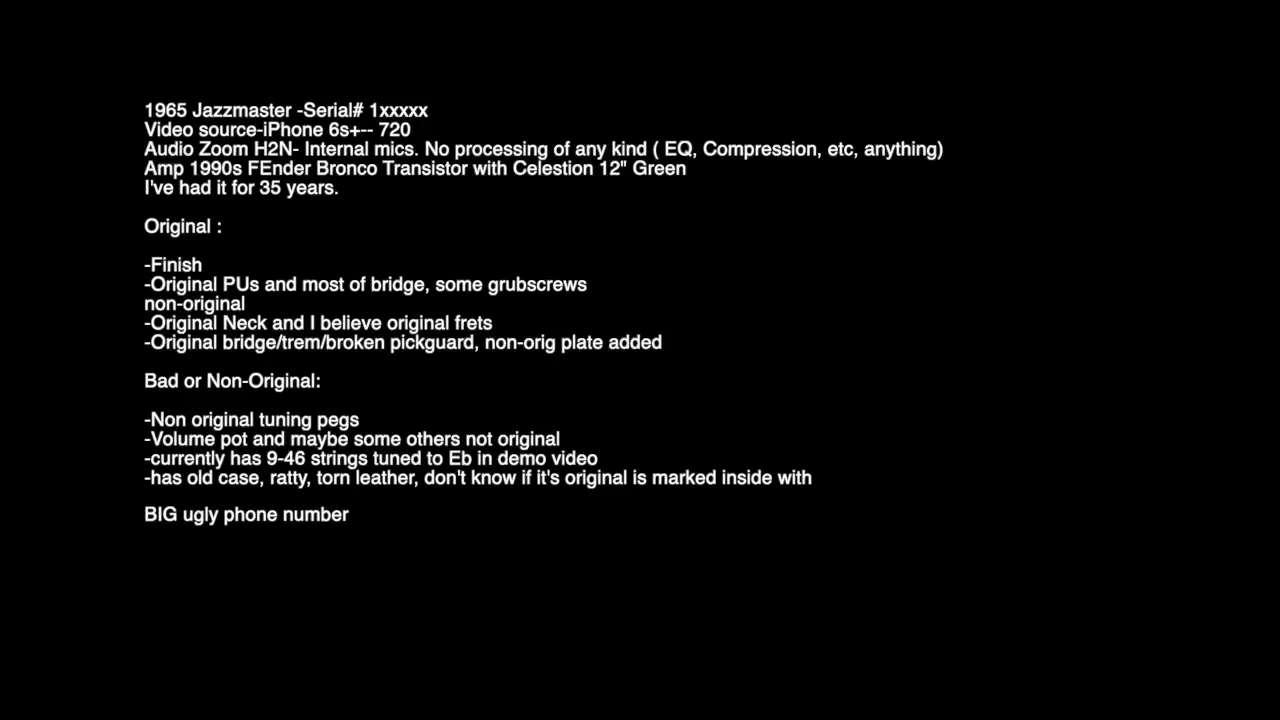 1965 Jazzmaster -Serial# 1xxxxx
Video source-iPhone 6s+-- 720
Audio Zoom H2N- Internal mics. No processing of any kind ( EQ, Compression, etc, anything)
Amp 1990s FEnder Bronco Transistor with Celestion 12" Green
I've had it for 35 years.
Original :
-Finish
-Original PUs and most of bridge, some grubscrews
non-original
-Original Neck and I believe original frets
-Original bridge/trem/broken pickguard, non-orig plate added
Bad or Non-Original:
-Non original tuning pegs
-Volume pot and maybe some others not original
-currently has 9-46 strings tuned to Eb in demo video
-has old case, ratty, torn leather, don't know if it's original is marked inside with
BIG ugly phone number